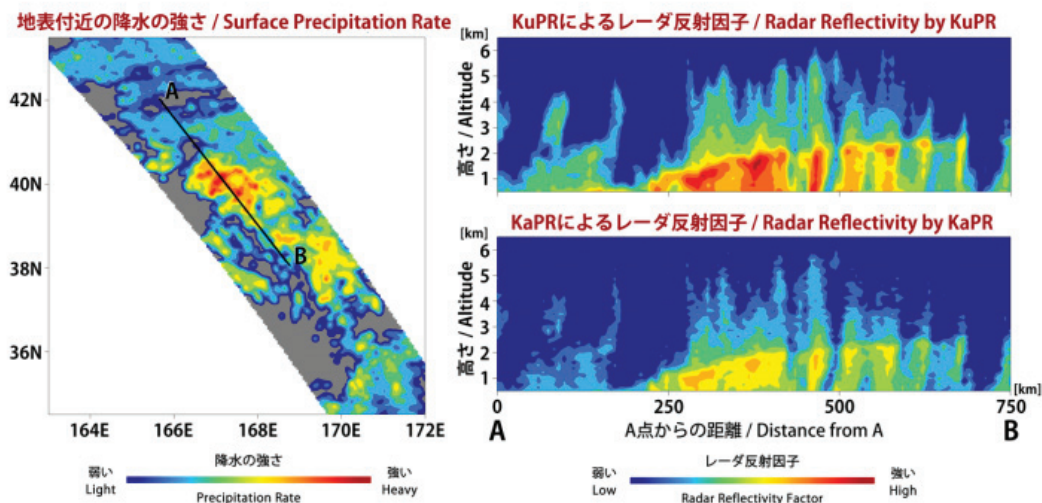 地表付近の降水の強さ / Surface Precipitation Rate
42N
40N
38N
36N
164E 166E 168E 170E 172E
A
B
降水の強さ
弱い 強い
Light Heavy
Precipitation Rate
KuPRによるレーダ反射因子 / Radar Reflectivity by KuPR
[km]
6
5
4
3
2
1
高さ / Altitude
KaPRによるレーダ反射因子 / Radar Reflectivity by KaPR
[km]
6
5
4
3
2
1
高さ / Altitude
0 250 500 750 [km]
A A点からの距離 / Distance from A B
レーダ反射因子
弱い 強い
Low High
Radar Reflectivity Factor